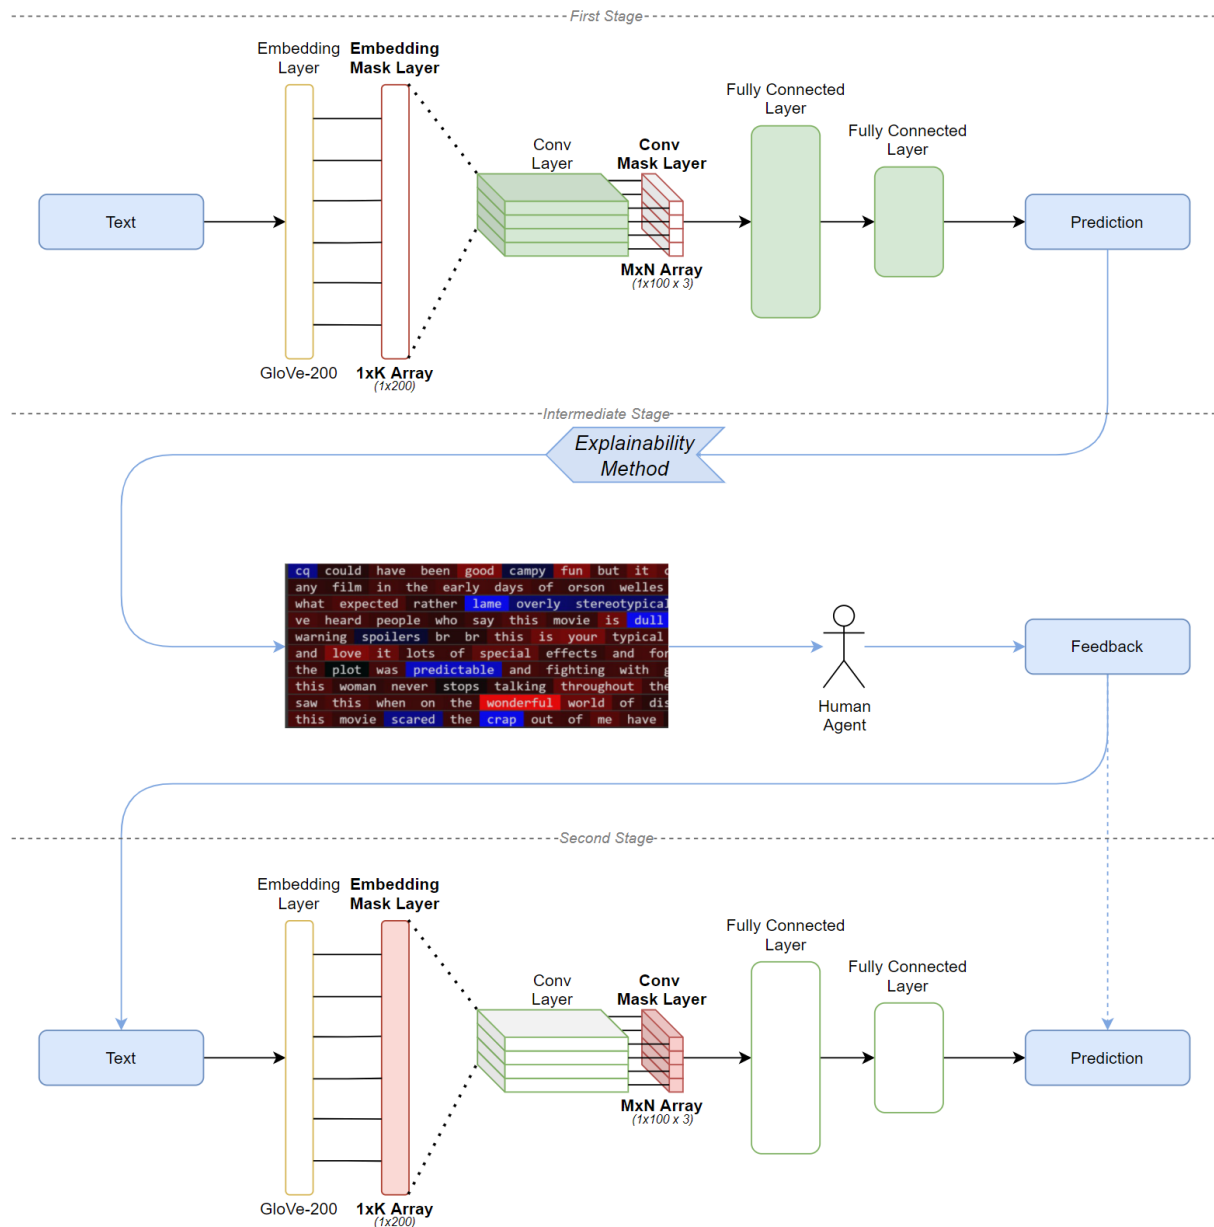 First Stage
Embedding
Layer
Embedding
Mask Layer
Conv
Layer
Conv
Mask Layer
Fully Connected
Layer
Fully Connected
Layer
Text
Prediction
MxN Array
(1x100 x 3)
GloVe-200
1xK Array
(1x200)
Intermediate Stage
Explainability
Method
cq could have been good campy fun but it
any film in the early days of orson welles
what expected rather lame overly stereotypical
ve heard people who say this movie is dull
warning spoilers br br this is your typical
and love it lots of special effects and for
the plot was predictable and fighting with
this woman never stops talking throughout the
saw this when on the wonderful world of dis
this movie scared the crap out of me have
Human
Agent
Feedback
Second Stage
Embedding
Layer
Embedding
Mask Layer
Conv
Layer
Conv
Mask Layer
Fully Connected
Layer
Fully Connected
Layer
Text
Prediction
MxN Array
(1x100 x 3)
GloVe-200
1xK Array
(1x200)